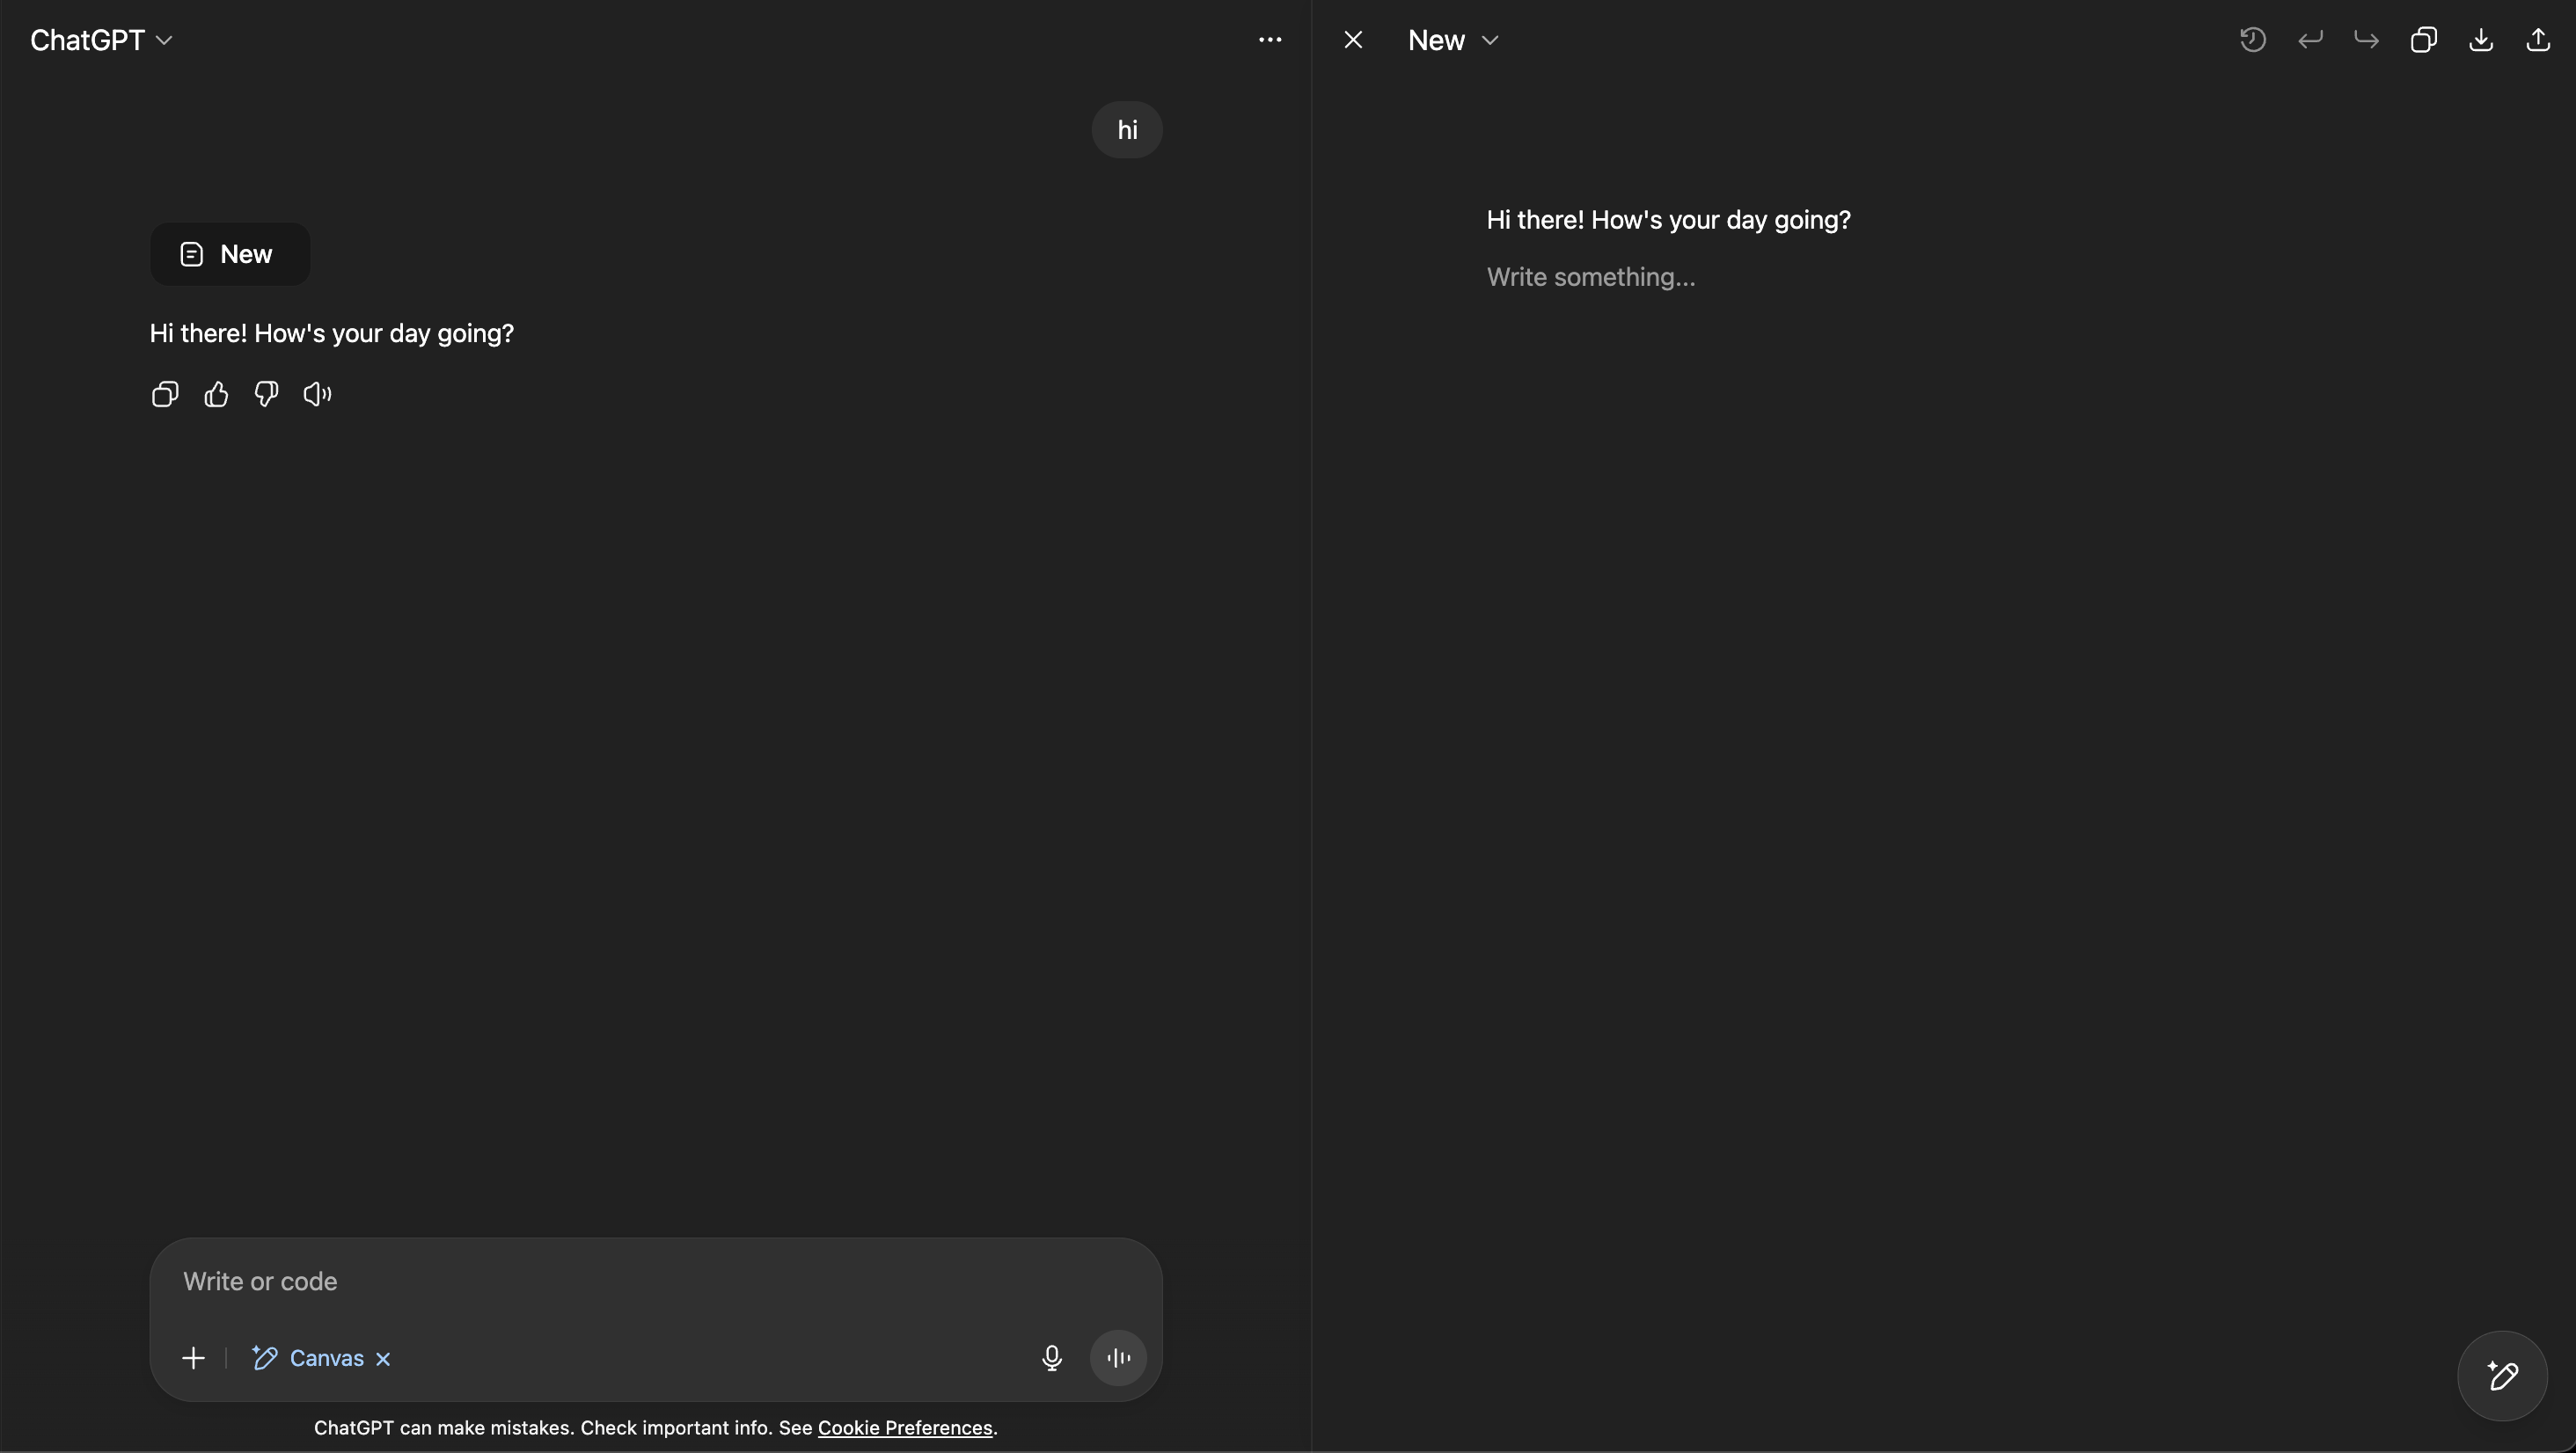 ChatGPT
hi
New
Hi there! How's your day going?
Write or code
Canvas
ChatGPT can make mistakes. Check important info. See Cookie Preferences.
New
Hi there! How's your day going?
Write something...